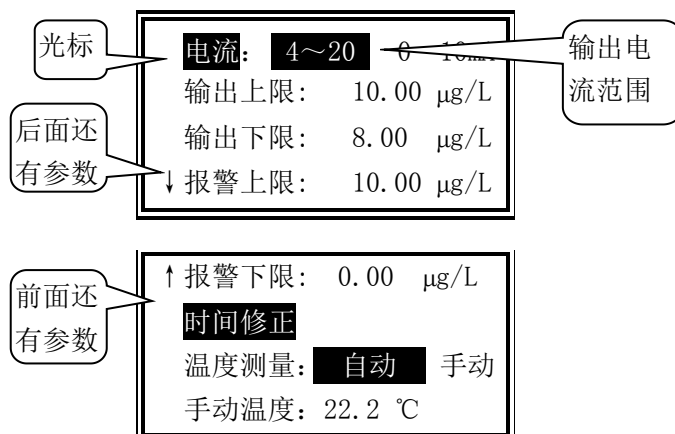 光标
电流： 4～20 0 10mA
输出电
流范围
输出上限: 10.00 μg/L
后面还
有参数
输出下限: 8.00 μg/L
↓报警上限: 10.00 μg/L
前面还
有参数
↑报警下限: 0.00 μg/L
时间修正
温度测量： 自动 手动
手动温度：22.2 ℃